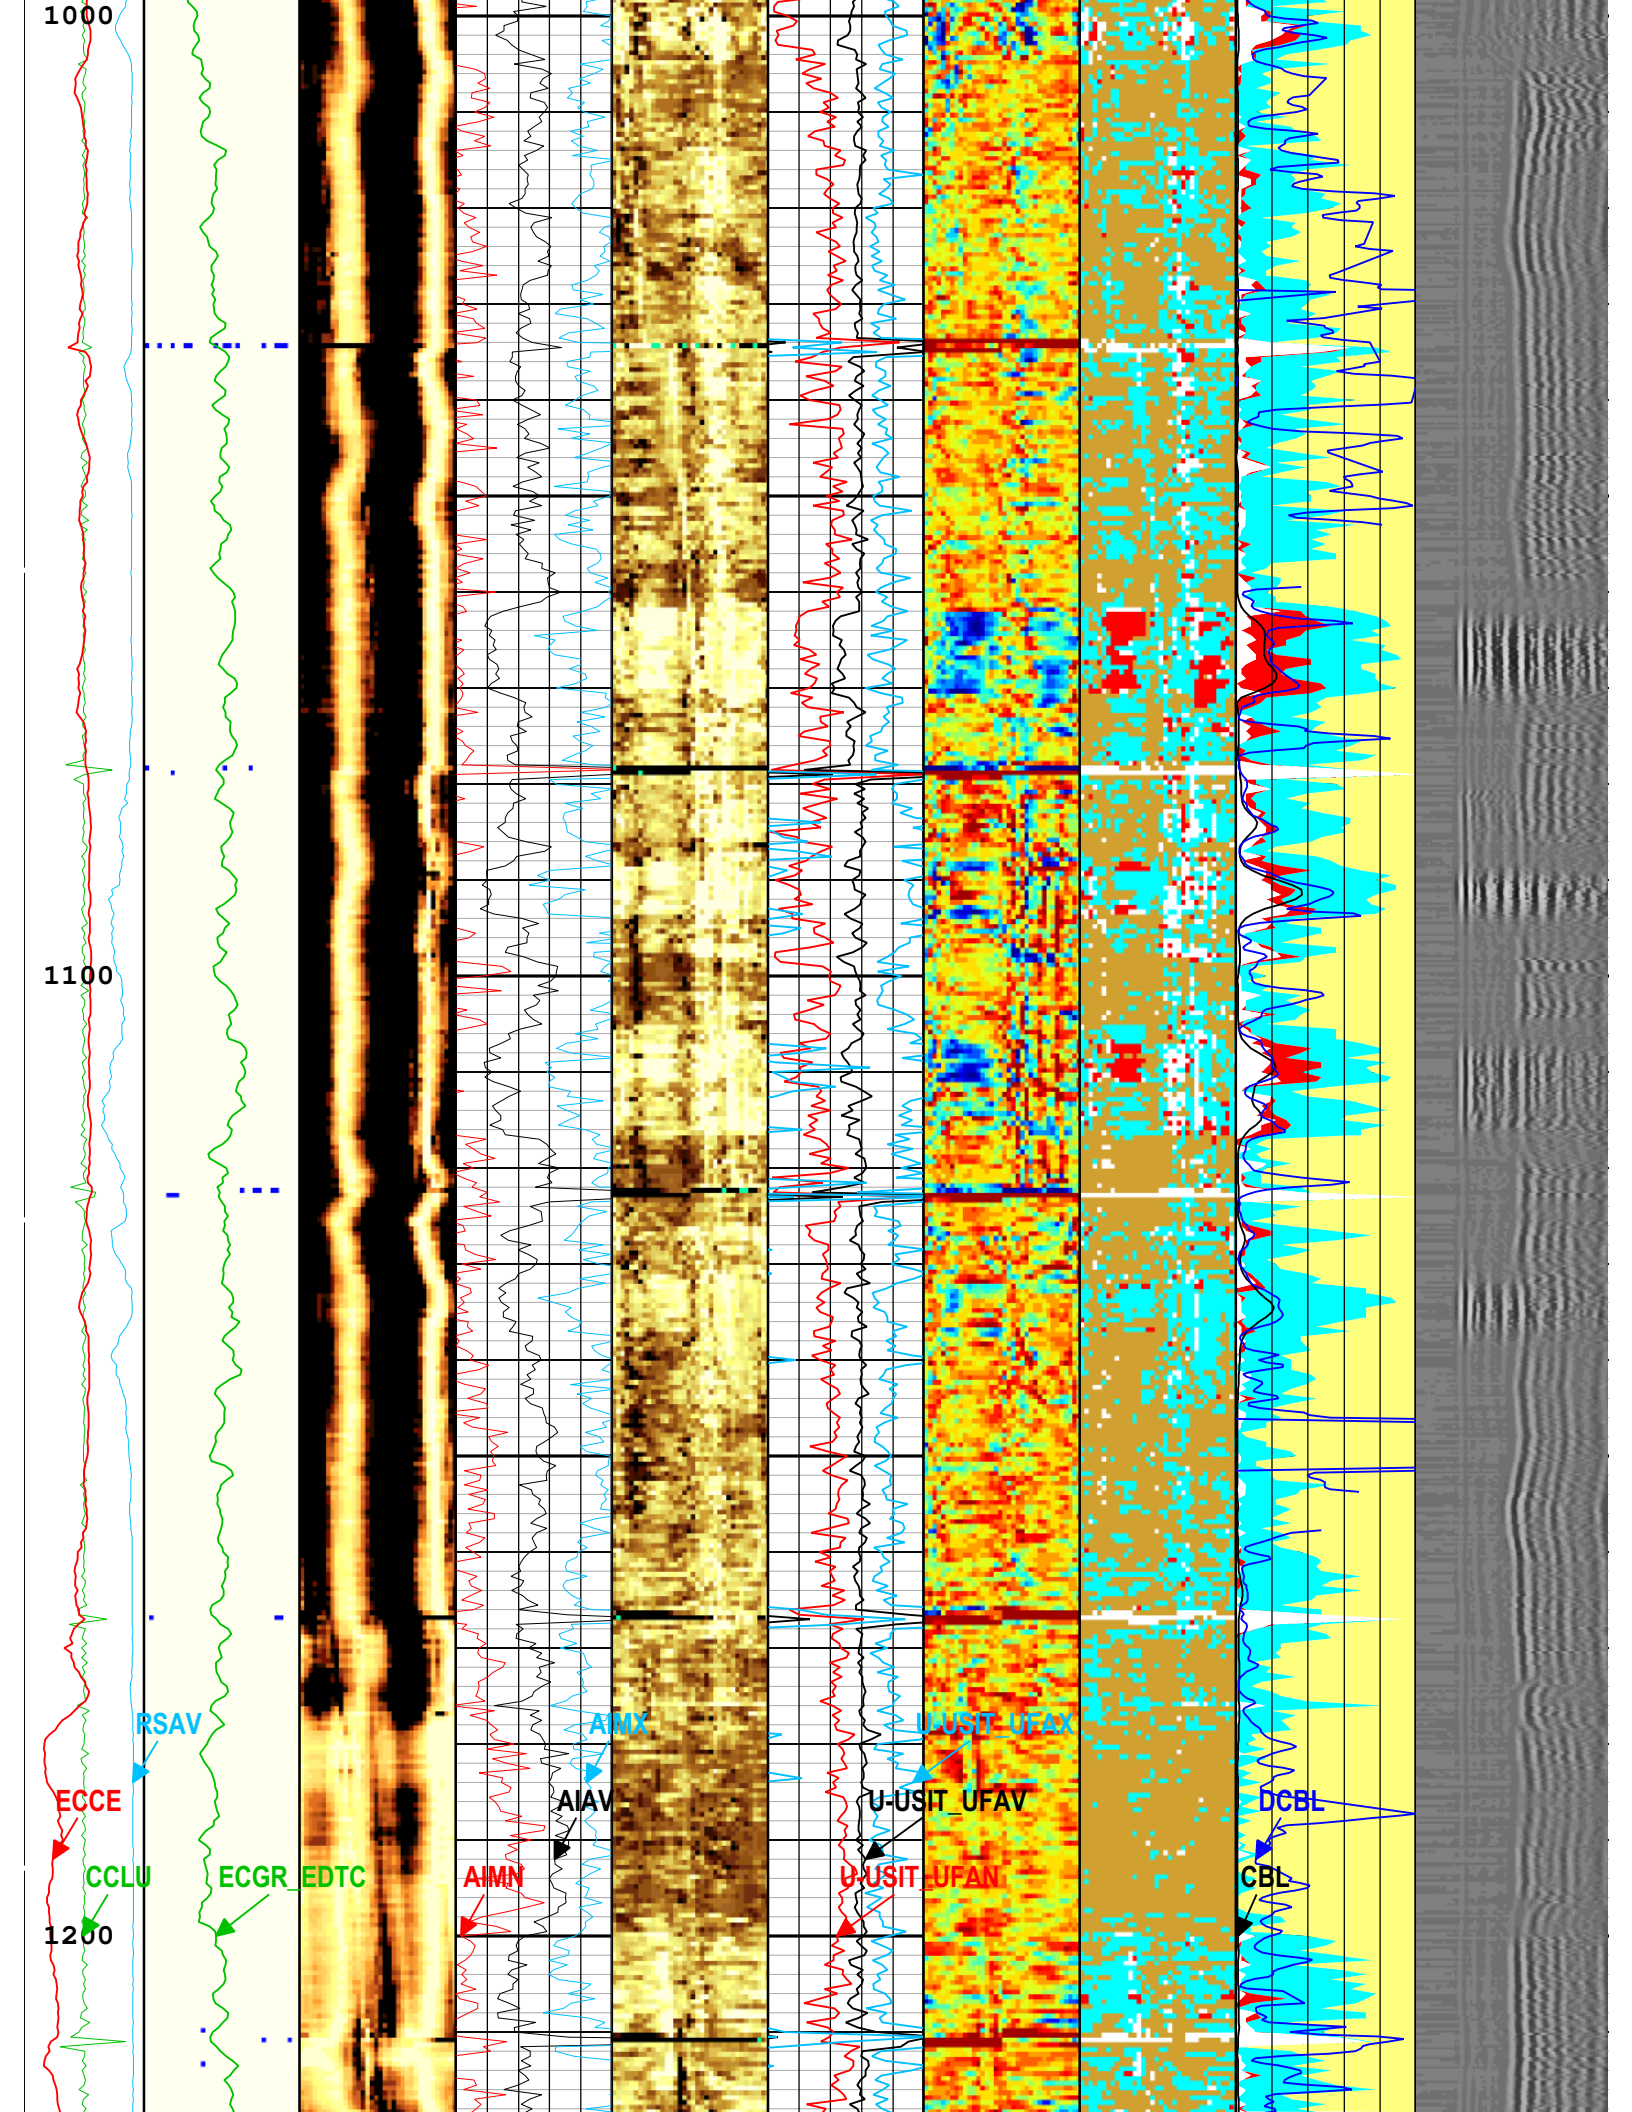 1000
1100
RSAV AIMX U-USIT_UFAX
ECCE AIAV U-USIT_UFAV DCBL
CCLU ECGR_EDTC AIMN U-USIT_UFAN CBL
1200